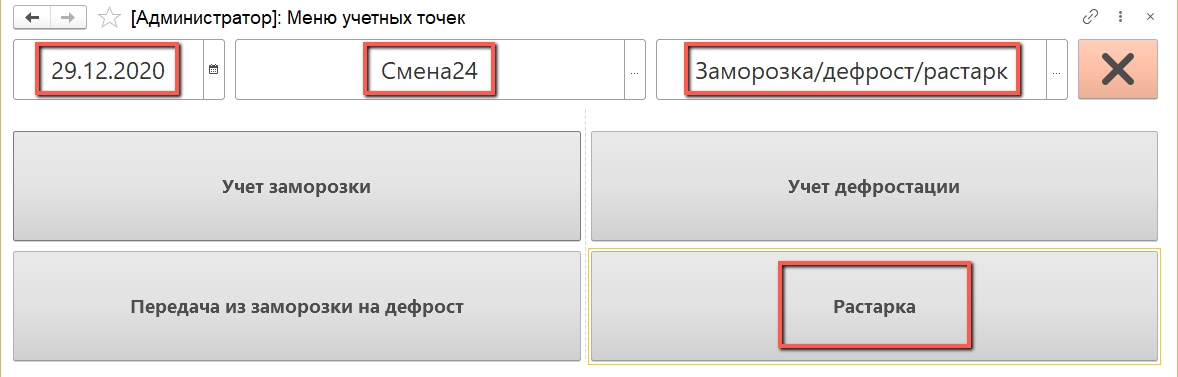 [Администратор]: Меню учетных точек
29.12.2020 Смена24 ... Заморозка/дефрост/растарк ...
Учет заморозки Учет дефростации
Передача из заморозки на дефрост Растарка